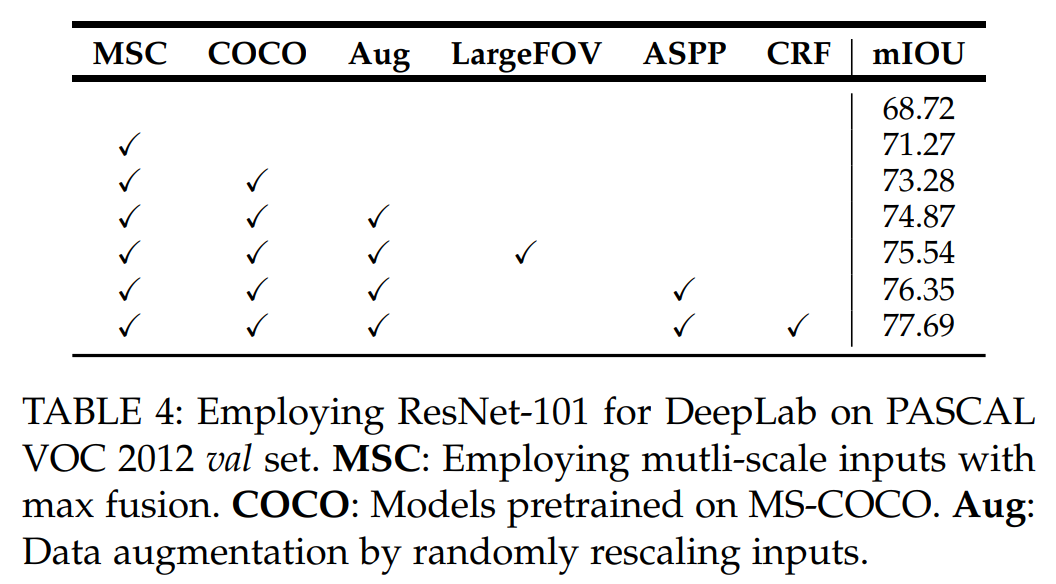 MSC COCO Aug LargeFOV ASPP CRF mIOU
68.72
✓ 71.27
✓ ✓ 73.28
✓ ✓ ✓ 74.87
✓ ✓ ✓ ✓ 75.54
✓ ✓ ✓ ✓ 76.35
✓ ✓ ✓ ✓ ✓ 77.69
TABLE 4: Employing ResNet-101 for DeepLab on PASCAL
VOC 2012 val set. MSC: Employing mutli-scale inputs with
max fusion. COCO: Models pretrained on MS-COCO. Aug:
Data augmentation by randomly rescaling inputs.